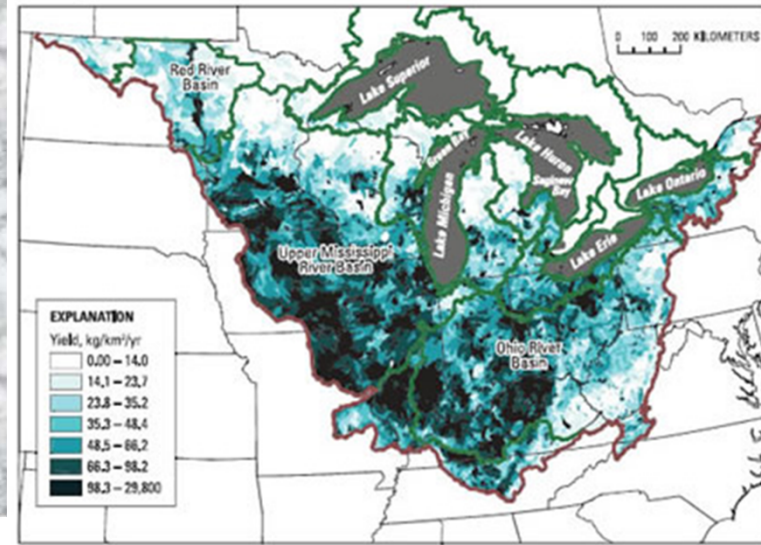 0 100 200 KILOMETERS
Red River
Basin
Lake Superior
Green Bay
Lake Huron
Saginaw
Bay
Lake Ontario
Lake Michigan
Lake Erie
Upper Mississippi
River Basin
Ohio River
Basin
EXPLANATION
Yield, kg/km²/yr
0.00 – 14.0
14.1 – 23.7
23.8 – 35.2
35.3 – 48.4
48.5 – 66.2
66.3 – 98.2
98.3 – 29,800